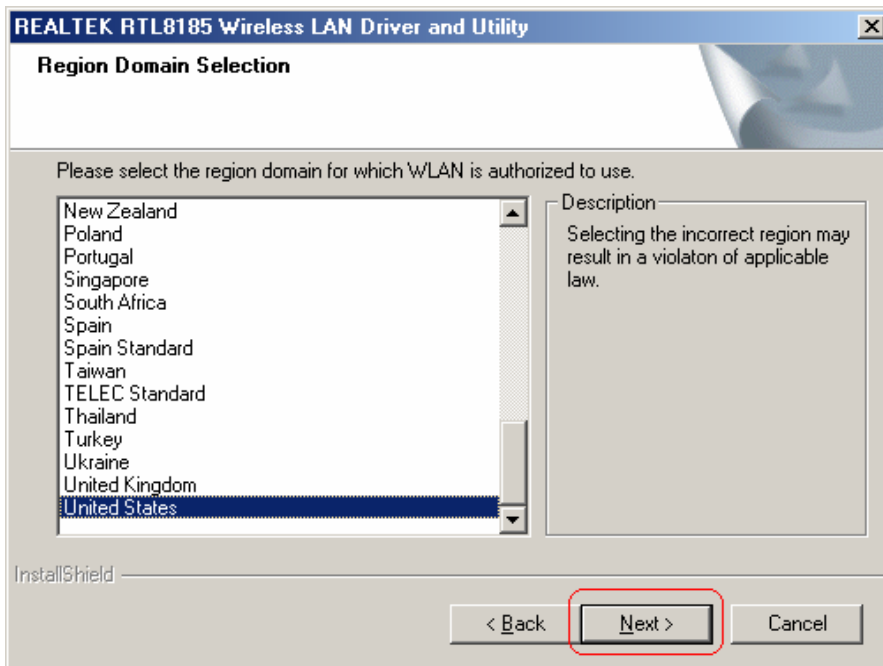 REALTEK RTL8185 Wireless LAN Driver and Utility
Region Domain Selection
Please select the region domain for which WLAN is authorized to use.
New Zealand
Poland
Portugal
Singapore
South Africa
Spain
Spain Standard
Taiwan
TELEC Standard
Thailand
Turkey
Ukraine
United Kingdom
United States
Description
Selecting the incorrect region may
result in a violaton of applicable
law.
InstallShield
< Back
Next >
Cancel